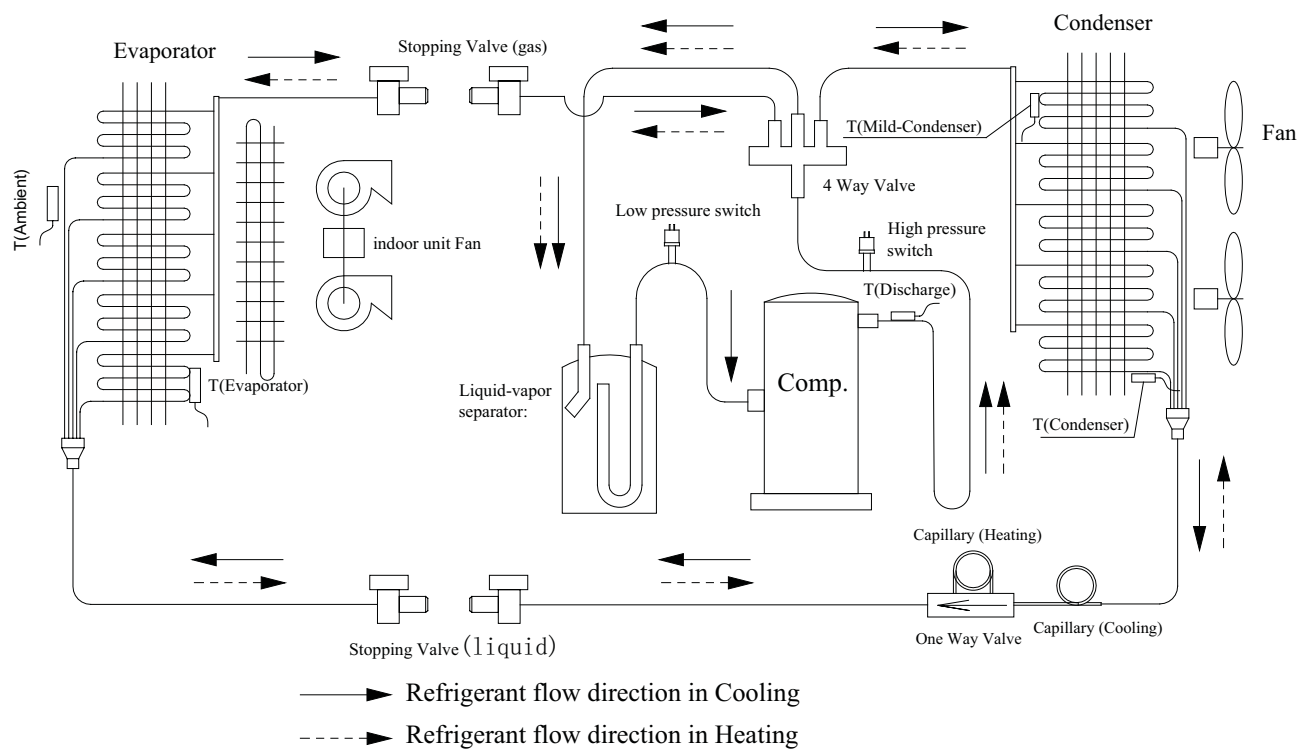 Evaporator
Stopping Valve (gas)
Condenser
T(Mild-Condenser)
Fan
4 Way Valve
T(Ambient)
Low pressure switch
High pressure
switch
indoor unit Fan
T(Discharge)
T(Evaporator)
Liquid-vapor
separator:
Comp.
T(Condenser)
Capillary (Heating)
One Way Valve
Capillary (Cooling)
Stopping Valve (liquid)
Refrigerant flow direction in Cooling
Refrigerant flow direction in Heating